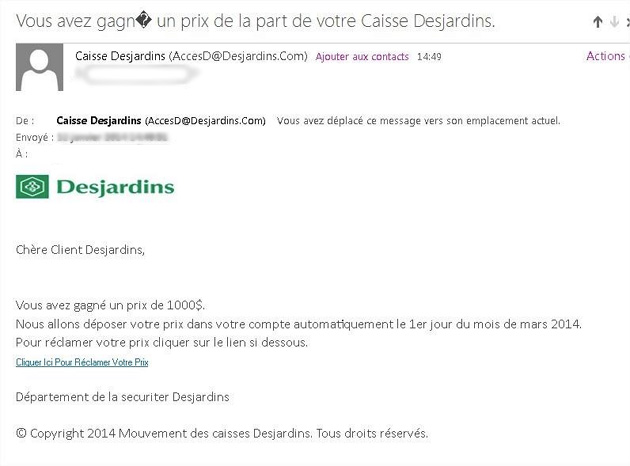 Vous avez gagn� un prix de la part de votre Caisse Desjardins.
Caisse Desjardins (AccesD@Desjardins.Com) Ajouter aux contacts 14:49
Actions
De : Caisse Desjardins (AccesD@Desjardins.Com) Vous avez déplacé ce message vers son emplacement actuel.
Envoyé :
À :
Desjardins
Chère Client Desjardins,
Vous avez gagné un prix de 1000$.
Nous allons déposer votre prix dans votre compte automatiquement le 1er jour du mois de mars 2014.
Pour réclamer votre prix cliquer sur le lien si dessous.
Cliquer Ici Pour Réclamer Votre Prix
Département de la securiter Desjardins
© Copyright 2014 Mouvement des caisses Desjardins. Tous droits réservés.